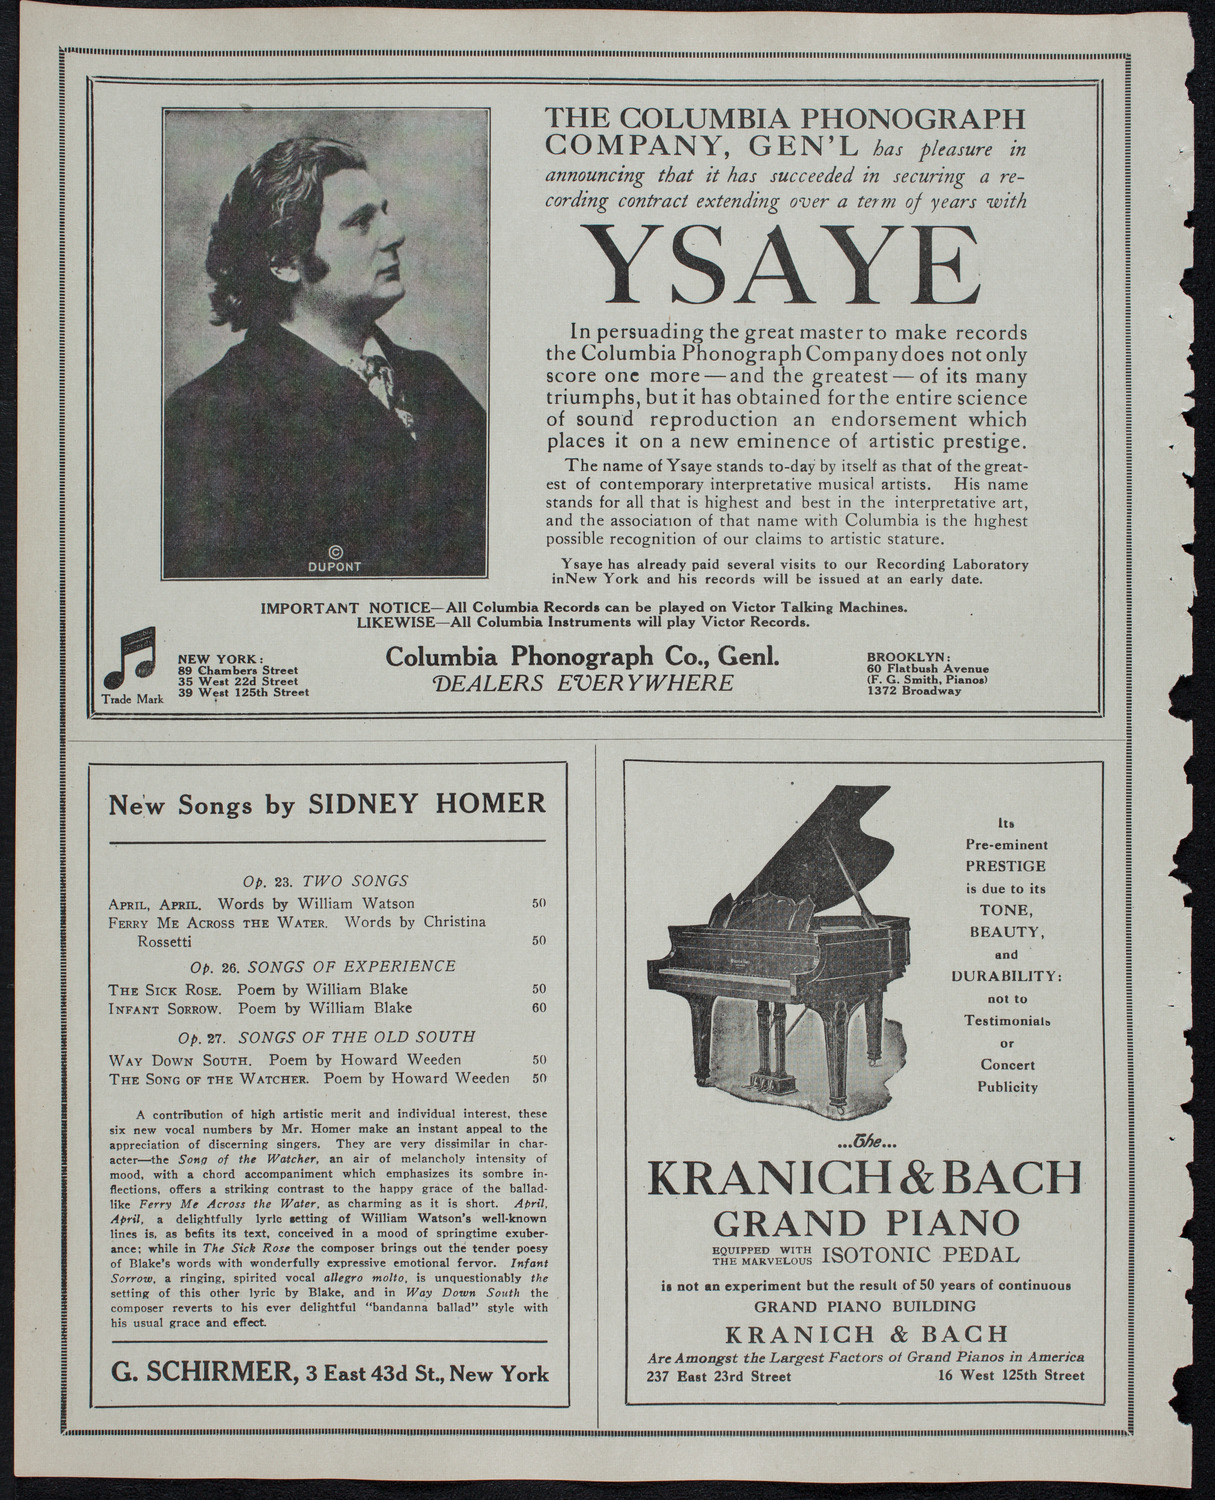 THE COLUMBIA PHONOGRAPH
COMPANY, GEN'L has pleasure in
announcing that it has succeeded in securing a re-
cording contract extending over a term of years with
YSAYE
In persuading the great master to make records
the Columbia Phonograph Company does not only
score one more—and the greatest—of its many
triumphs, but it has obtained for the entire science
of sound reproduction an endorsement which
places it on a new eminence of artistic prestige.
The name of Ysaye stands to-day by itself as that of the great-
est of contemporary interpretative musical artists. His name
stands for all that is highest and best in the interpretative art,
and the association of that name with Columbia is the highest
possible recognition of our claims to artistic stature.
Ysaye has already paid several visits to our Recording Laboratory
inNew York and his records will be issued at an early date.
©
DUPONT
IMPORTANT NOTICE—All Columbia Records can be played on Victor Talking Machines.
LIKEWISE—All Columbia Instruments will play Victor Records.
Trade Mark
NEW YORK:
89 Chambers Street
35 West 22d Street
39 West 125th Street
Columbia Phonograph Co., Genl.
DEALERS EVERYWHERE
BROOKLYN:
60 Flatbush Avenue
(F. G. Smith, Pianos)
1372 Broadway
New Songs by SIDNEY HOMER
Op. 23. TWO SONGS
APRIL, APRIL. Words by William Watson 50
FERRY ME ACROSS THE WATER. Words by Christina
Rossetti 50
Op. 26. SONGS OF EXPERIENCE
THE SICK ROSE. Poem by William Blake 50
INFANT SORROW. Poem by William Blake 60
Op. 27. SONGS OF THE OLD SOUTH
WAY DOWN SOUTH. Poem by Howard Weeden 50
THE SONG OF THE WATCHER. Poem by Howard Weeden 50
A contribution of high artistic merit and individual interest, these
six new vocal numbers by Mr. Homer make an instant appeal to the
appreciation of discerning singers. They are very dissimilar in char-
acter—the Song of the Watcher, an air of melancholy intensity of
mood, with a chord accompaniment which emphasizes its sombre in-
flections, offers a striking contrast to the happy grace of the ballad-
like Ferry Me Across the Water, as charming as it is short. April,
April, a delightfully lyric setting of William Watson's well-known
lines is, as befits its text, conceived in a mood of springtime exuber-
ance; while in The Sick Rose the composer brings out the tender poesy
of Blake's words with wonderfully expressive emotional fervor. Infant
Sorrow, a ringing, spirited vocal allegro molto, is unquestionably the
setting of this other lyric by Blake, and in Way Down South the
composer reverts to his ever delightful "bandanna ballad" style with
his usual grace and effect.
G. SCHIRMER, 3 East 43d St., New York
Its
Pre-eminent
PRESTIGE
is due to its
TONE,
BEAUTY,
and
DURABILITY:
not to
Testimonials
or
Concert
Publicity
...The...
KRANICH & BACH
GRAND PIANO
EQUIPPED WITH
THE MARVELOUS ISOTONIC PEDAL
is not an experiment but the result of 50 years of continuous
GRAND PIANO BUILDING
KRANICH & BACH
Are Amongst the Largest Factors of Grand Pianos in America
237 East 23rd Street 16 West 125th Street